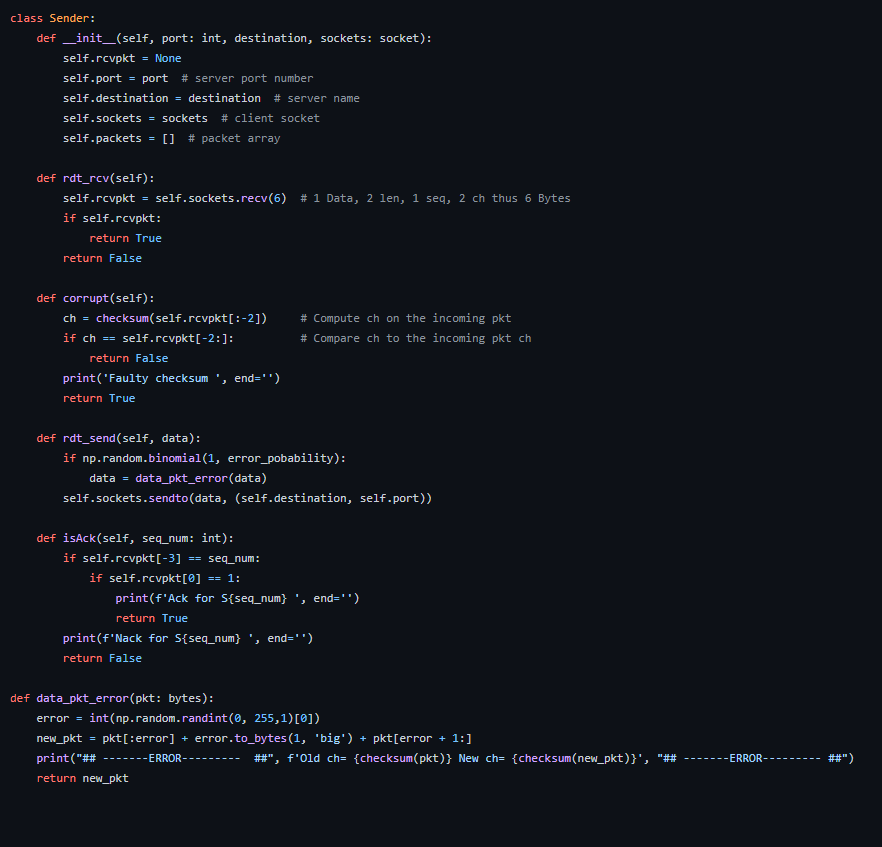 class Sender:
    def __init__(self, port: int, destination, sockets: socket):
        self.rcvpkt = None
        self.port = port  # server port number
        self.destination = destination  # server name
        self.sockets = sockets  # client socket
        self.packets = []  # packet array

    def rdt_rcv(self):
        self.rcvpkt = self.sockets.recv(6)  # 1 Data, 2 len, 1 seq, 2 ch thus 6 Bytes
        if self.rcvpkt:
            return True
        return False

    def corrupt(self):
        ch = checksum(self.rcvpkt[:-2])     # Compute ch on the incoming pkt
        if ch == self.rcvpkt[-2:]:          # Compare ch to the incoming pkt ch
            return False
        print('Faulty checksum ', end='')
        return True

    def rdt_send(self, data):
        if np.random.binomial(1, error_pobability):
            data = data_pkt_error(data)
        self.sockets.sendto(data, (self.destination, self.port))

    def isAck(self, seq_num: int):
        if self.rcvpkt[-3] == seq_num:
            if self.rcvpkt[0] == 1:
                print(f'Ack for S{seq_num} ', end='')
                return True
        print(f'Nack for S{seq_num} ', end='')
        return False

def data_pkt_error(pkt: bytes):
    error = int(np.random.randint(0, 255,1)[0])
    new_pkt = pkt[:error] + error.to_bytes(1, 'big') + pkt[error + 1:]
    print("## -------ERROR---------  ##", f'Old ch= {checksum(pkt)} New ch= {checksum(new_pkt)}', "## -------ERROR--------- ##")
    return new_pkt